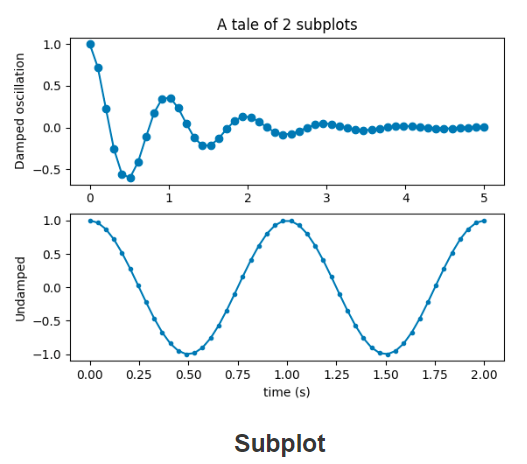 A tale of 2 subplots
Damped oscillation
1.0
0.5
0.0
−0.5
0 1 2 3 4 5
Undamped
1.0
0.5
0.0
−0.5
−1.0
0.00 0.25 0.50 0.75 1.00 1.25 1.50 1.75 2.00
time (s)
Subplot